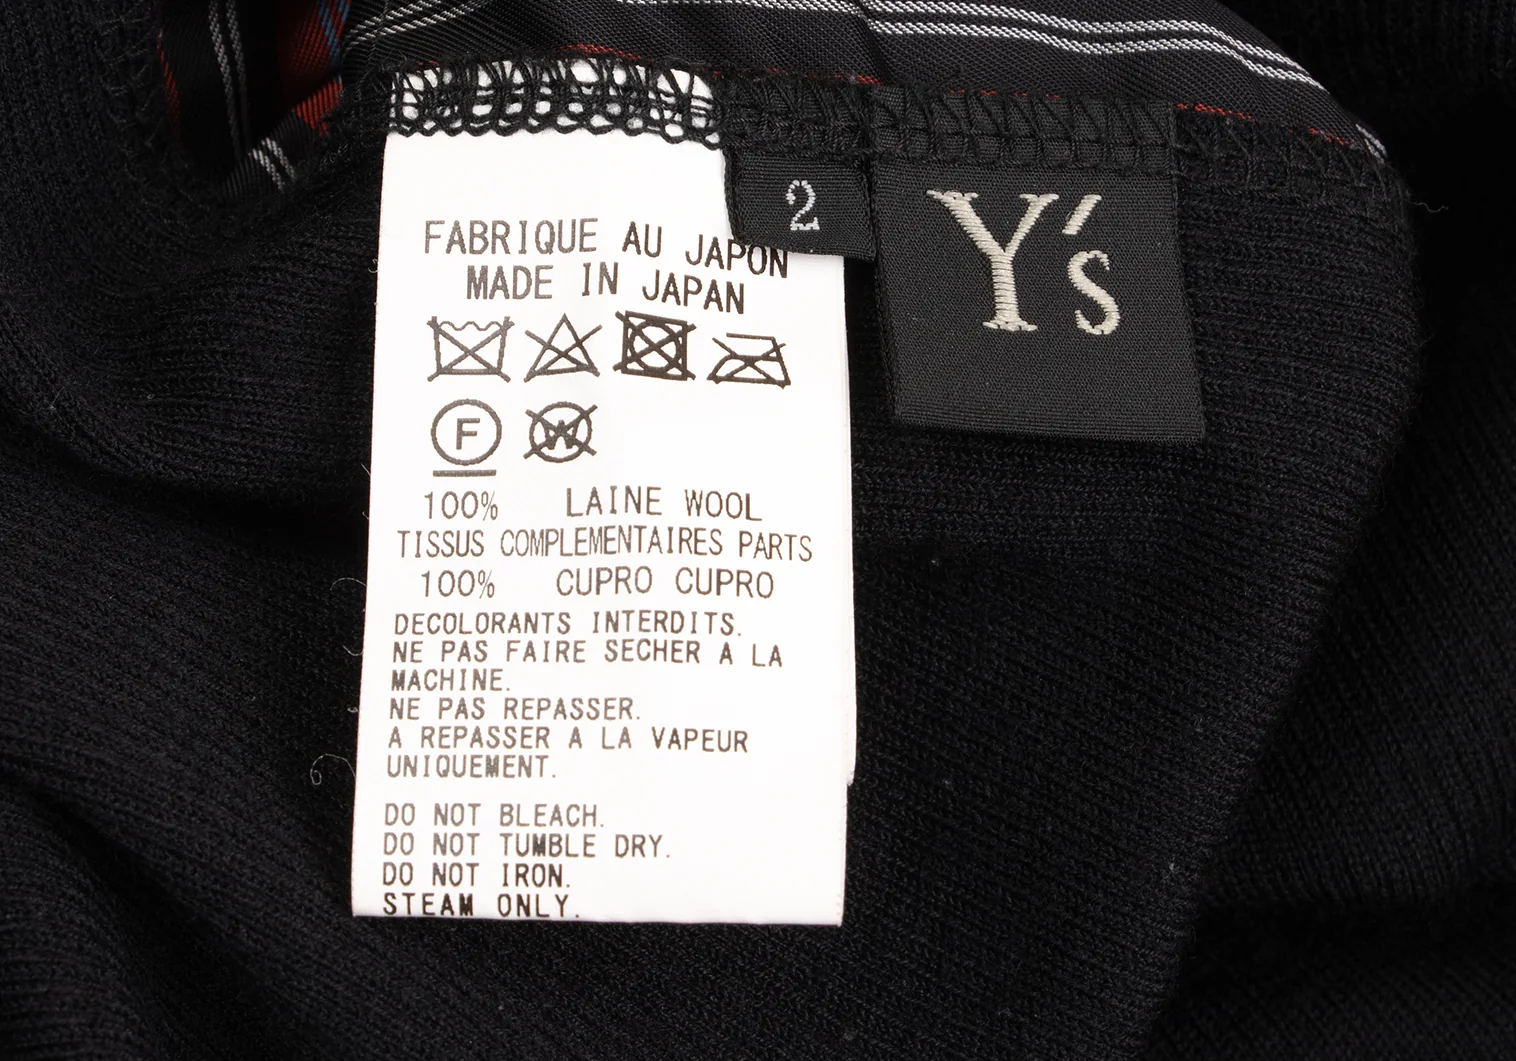 FABRIQUE AU JAPON
MADE IN JAPAN
F
W
100% LAINE WOOL
TISSUS COMPLEMENTAIRES PARTS
100% CUPRO CUPRO
DECOLORANTS INTERDITS.
NE PAS FAIRE SECHER A LA
MACHINE.
NE PAS REPASSER.
A REPASSER A LA VAPEUR
UNIQUEMENT.
DO NOT BLEACH.
DO NOT TUMBLE DRY.
DO NOT IRON.
STEAM ONLY.
2
Y's